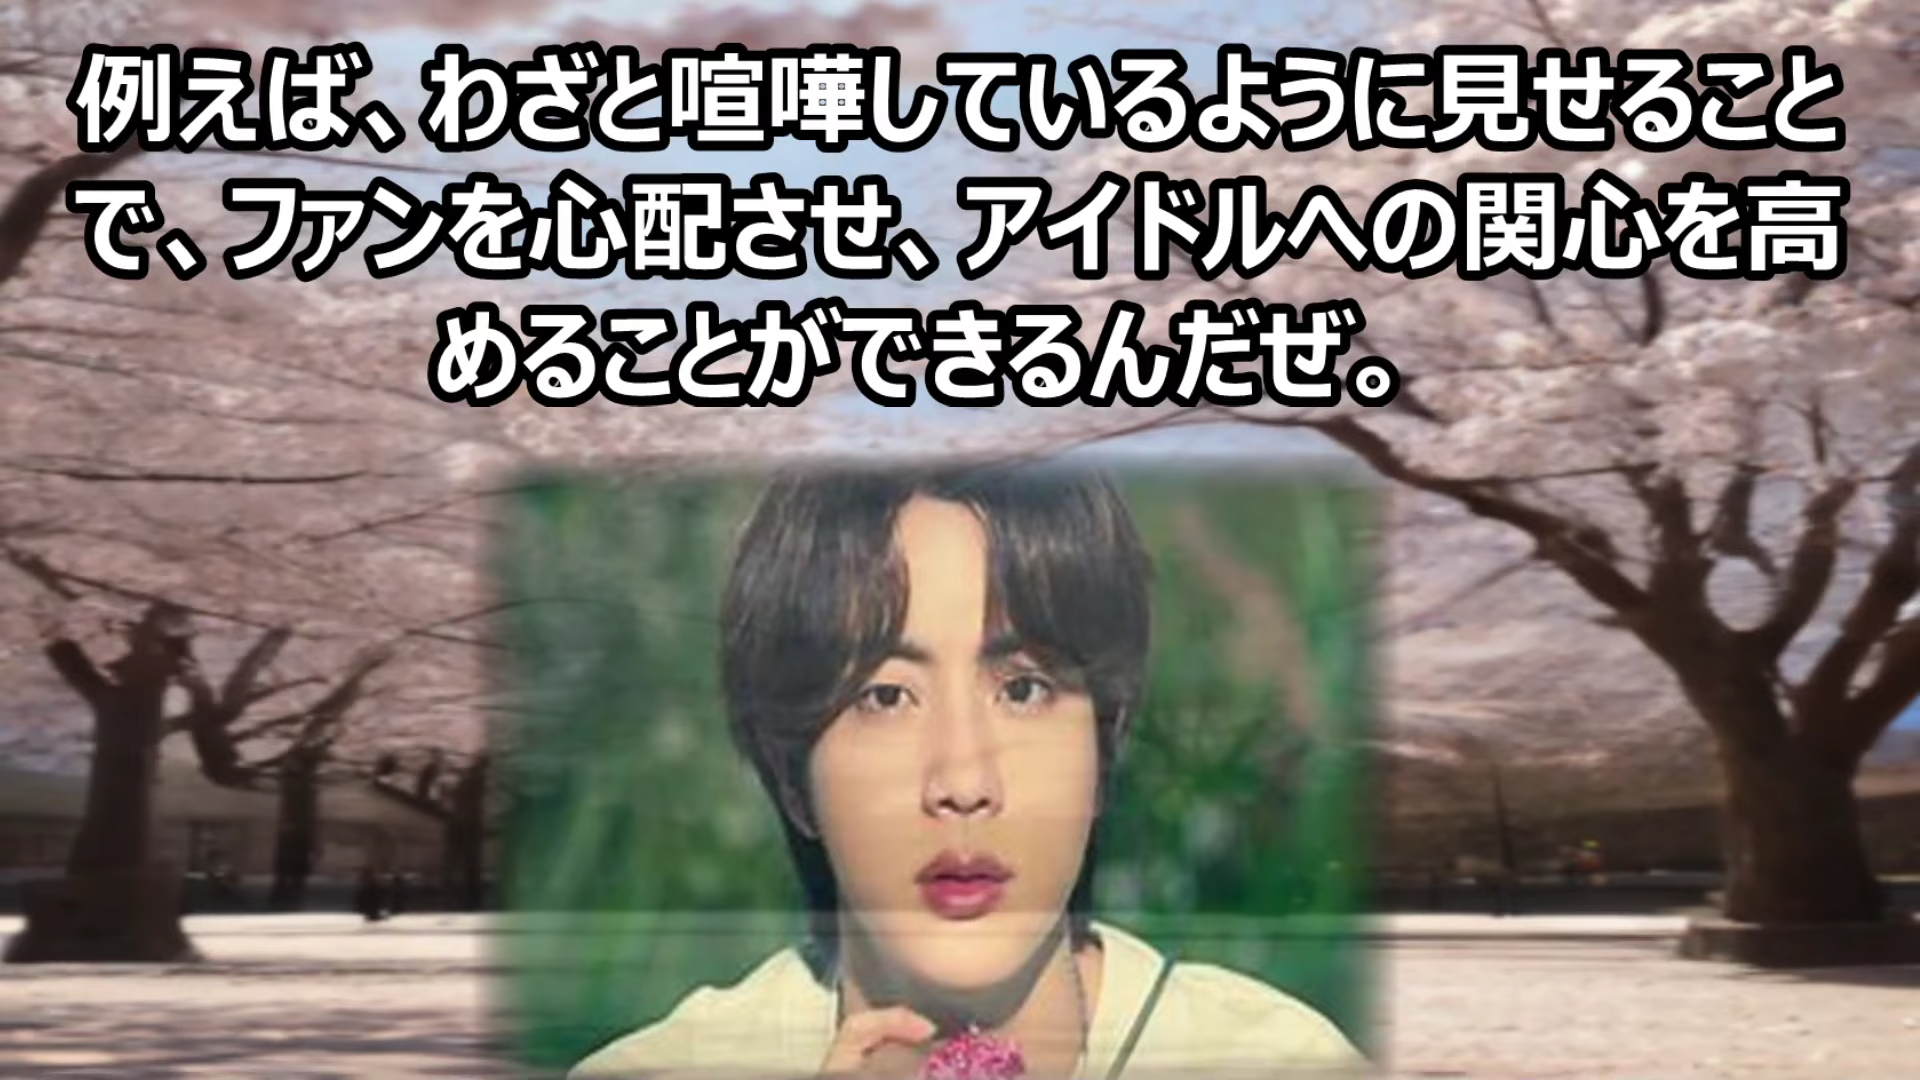 例えば、わざと喧嘩しているように見せること
で、ファンを心配させ、アイドルへの関心を高
めることができるんだぜ。